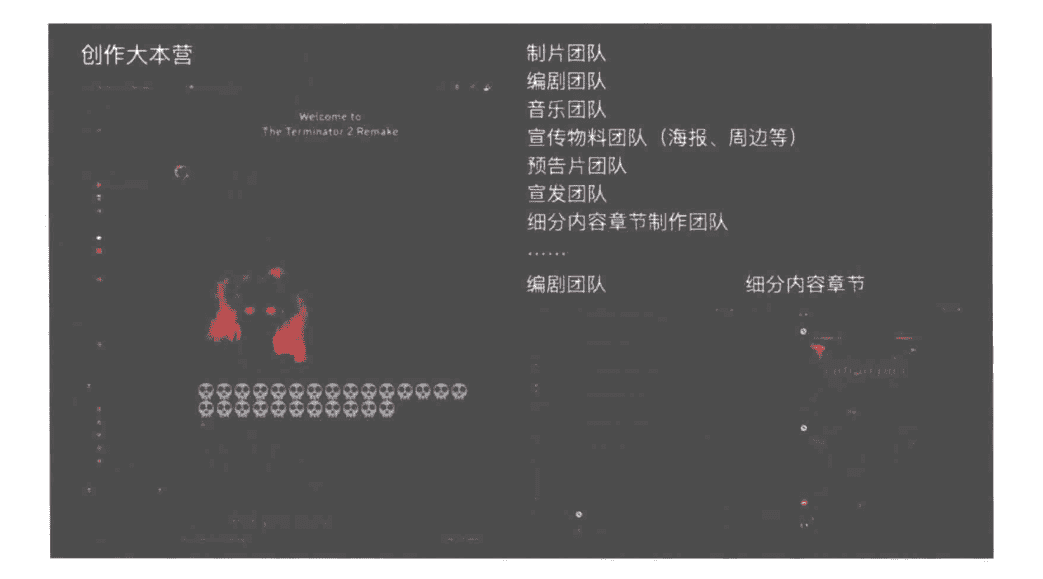 创作大本营
Welcome to
The Terminator 2 Remake
制片团队
编剧团队
音乐团队
宣传物料团队（海报、周边等）
预告片团队
宣发团队
细分内容章节制作团队
……
编剧团队
细分内容章节